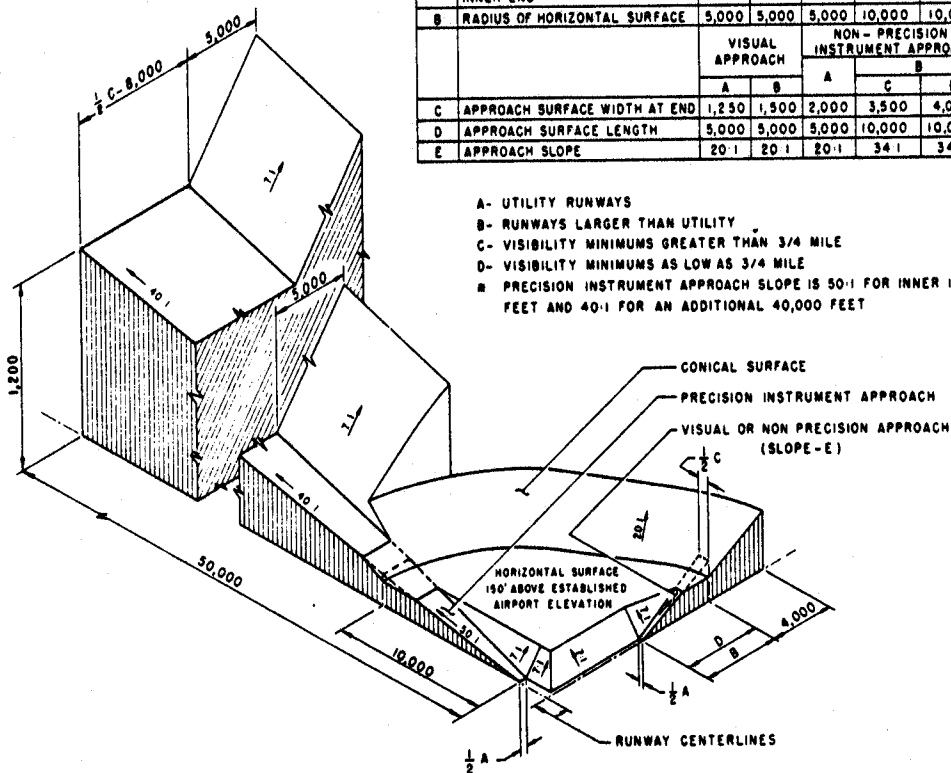 B RADIUS OF HORIZONTAL SURFACE 5,000 5,000 5,000 10,000
VISUAL APPROACH
NON - PRECISION
INSTRUMENT
A B A B
C
C APPROACH SURFACE WIDTH AT END 1,250 1,500 2,000 3,500
D APPROACH SURFACE LENGTH 5,000 5,000 5,000 10,000
E APPROACH SLOPE 20:1 20:1 20:1 34:1
A- UTILITY RUNWAYS
B- RUNWAYS LARGER THAN UTILITY
C- VISIBILITY MINIMUMS GREATER THAN 3/4 MILE
D- VISIBILITY MINIMUMS AS LOW AS 3/4 MILE
* PRECISION INSTRUMENT APPROACH SLOPE IS 50:1 FOR INNER
FEET AND 40:1 FOR AN ADDITIONAL 40,000 FEET
5,000
1/2 C-8,000
7:1
40:1
5,000
1,200
7:1
40:1
CONICAL SURFACE
PRECISION INSTRUMENT APPROACH
VISUAL OR NON PRECISION APPROACH
(SLOPE-E)
1/2 C
20:1
HORIZONTAL SURFACE
150' ABOVE ESTABLISHED
AIRPORT ELEVATION
50,000
50:1
7:1
7:1
7:1
7:1
7:1
10,000
4,000
D
B
1/2 A
1/2 A
RUNWAY CENTERLINES